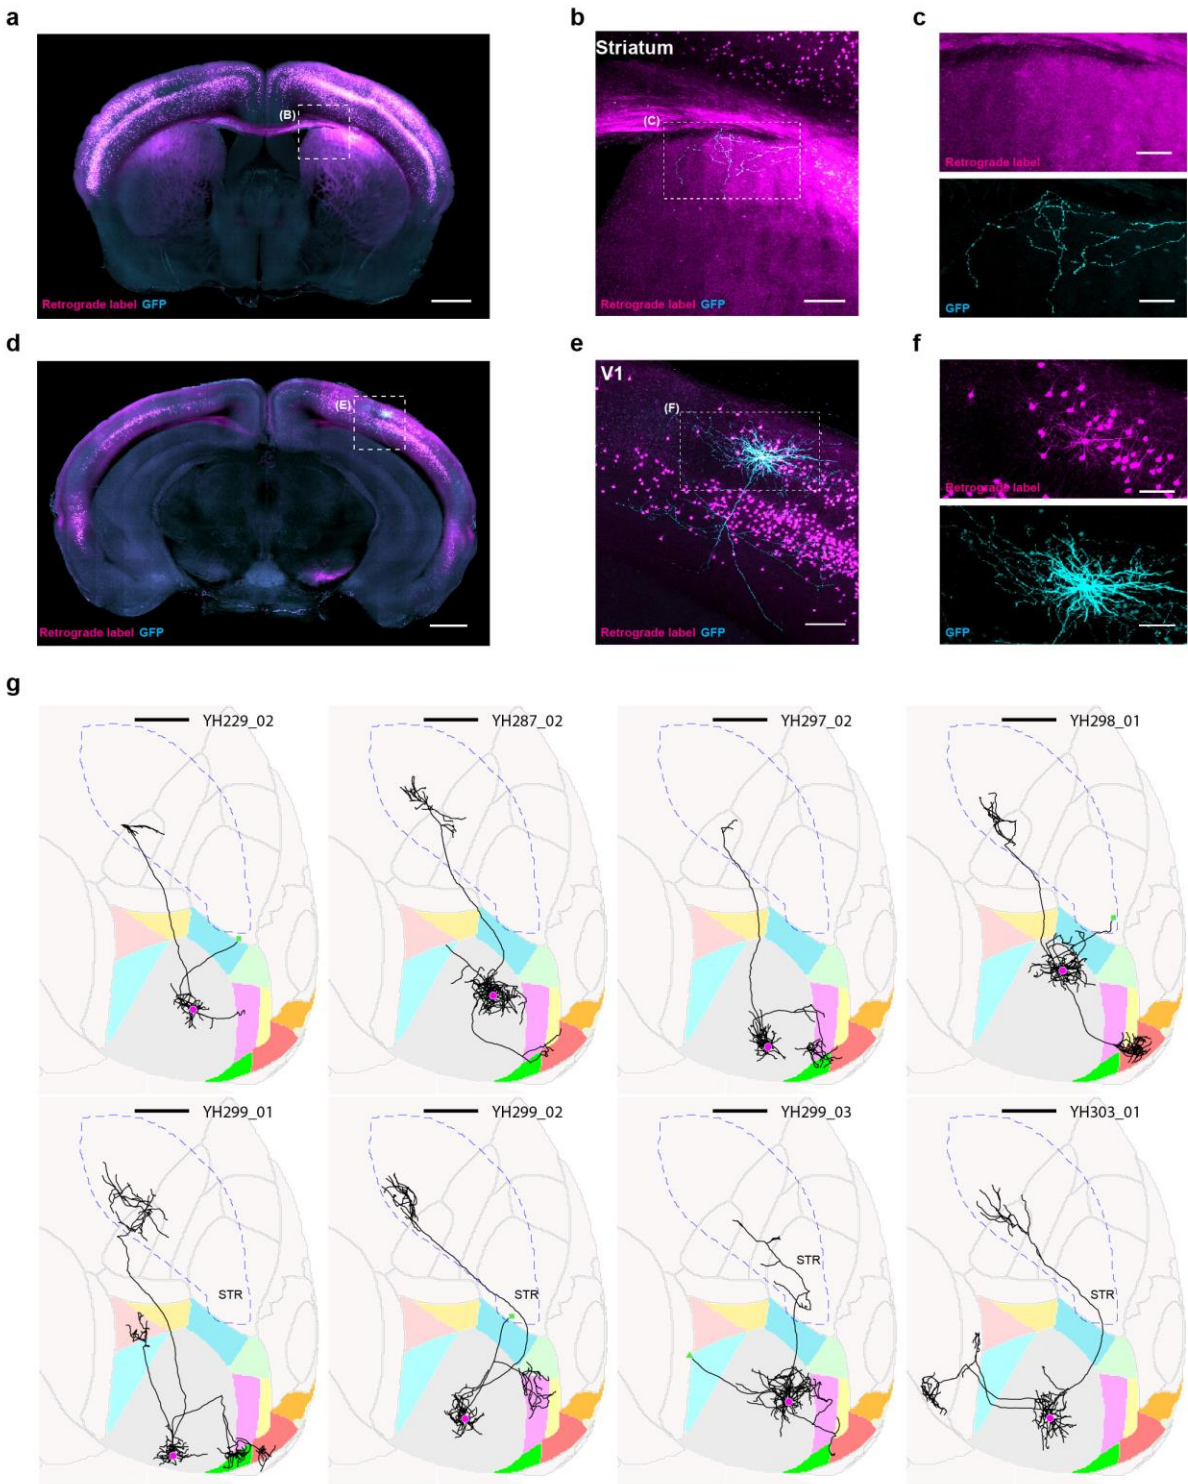 a
b
c
Striatum
(B)
(C)
Retrograde label
Retrograde label GFP
Retrograde label GFP
GFP
d
e
f
V1
(E)
(F)
Retrograde label
Retrograde label GFP
Retrograde label GFP
GFP
g
YH229_02
YH287_02
YH297_02
YH298_01
YH299_01
YH299_02
YH299_03
YH303_01
STR
STR
STR
STR